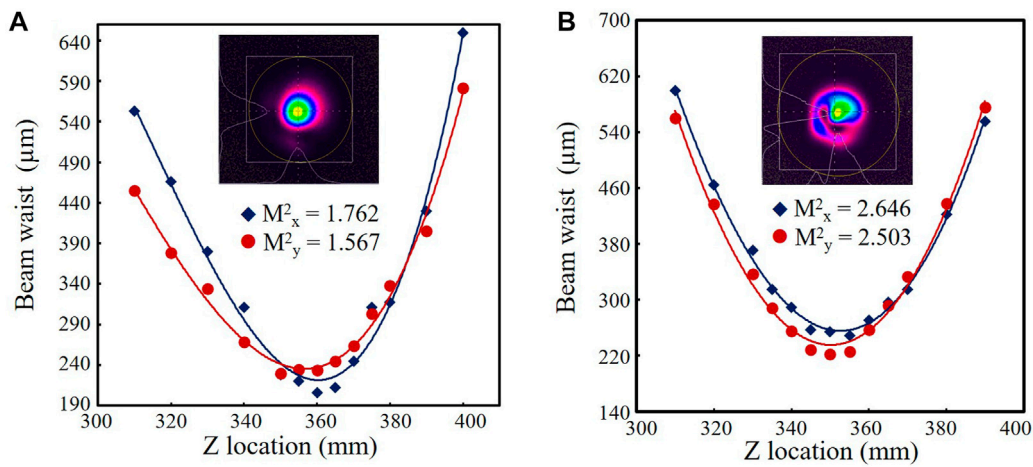 A
640
590
540
490
440
390
340
290
240
190
Beam waist (μm)
M²x = 1.762
M²y = 1.567
300 320 340 360 380 400
Z location (mm)
B
700
620
540
460
380
300
220
140
Beam waist (μm)
M²x = 2.646
M²y = 2.503
300 320 340 360 380 400
Z location (mm)